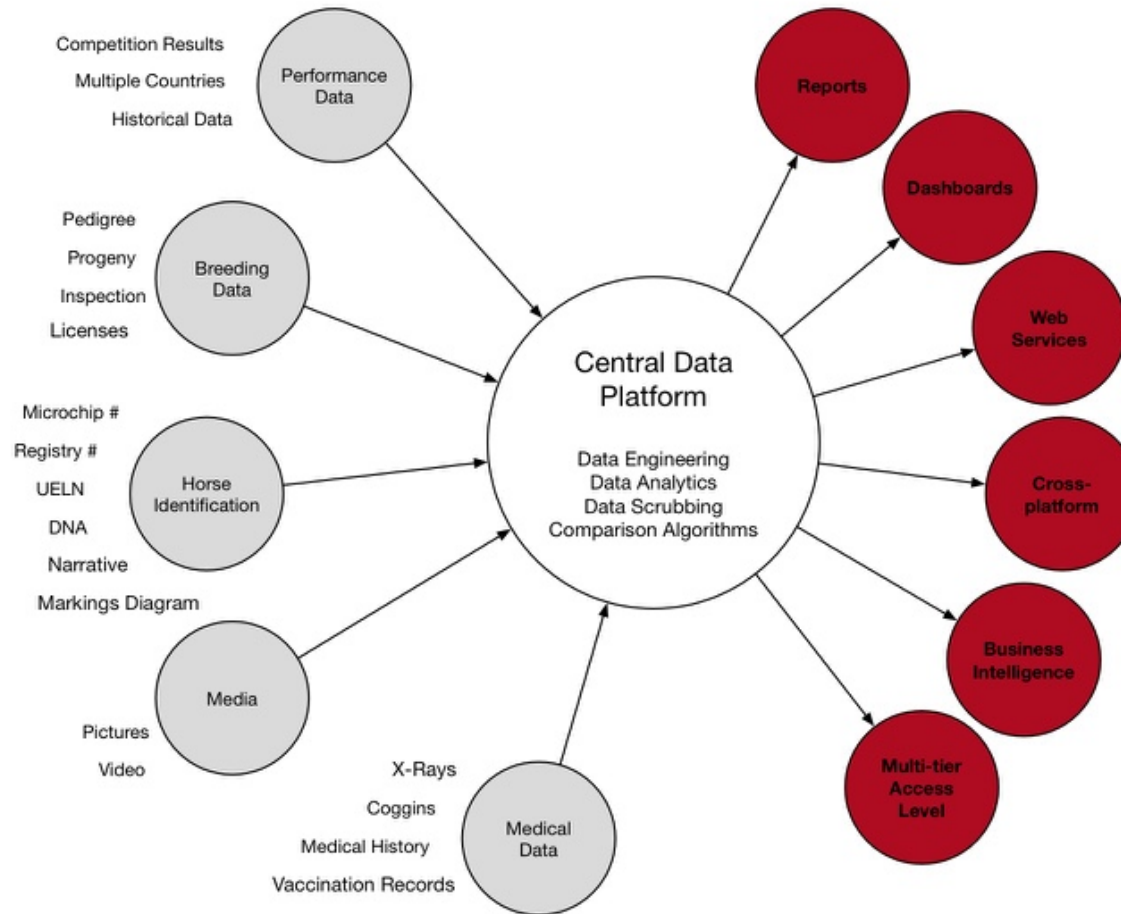 Competition Results
Multiple Countries
Historical Data
Performance
Data
Pedigree
Progeny
Inspection
Licenses
Breeding
Data
Microchip #
Registry #
UELN
DNA
Narrative
Markings Diagram
Horse
Identification
Media
Pictures
Video
X-Rays
Coggins
Medical History
Vaccination Records
Medical
Data
Central Data
Platform
Data Engineering
Data Analytics
Data Scrubbing
Comparison Algorithms
Reports
Dashboards
Web
Services
Cross-
platform
Business
Intelligence
Multi-tier
Access
Level